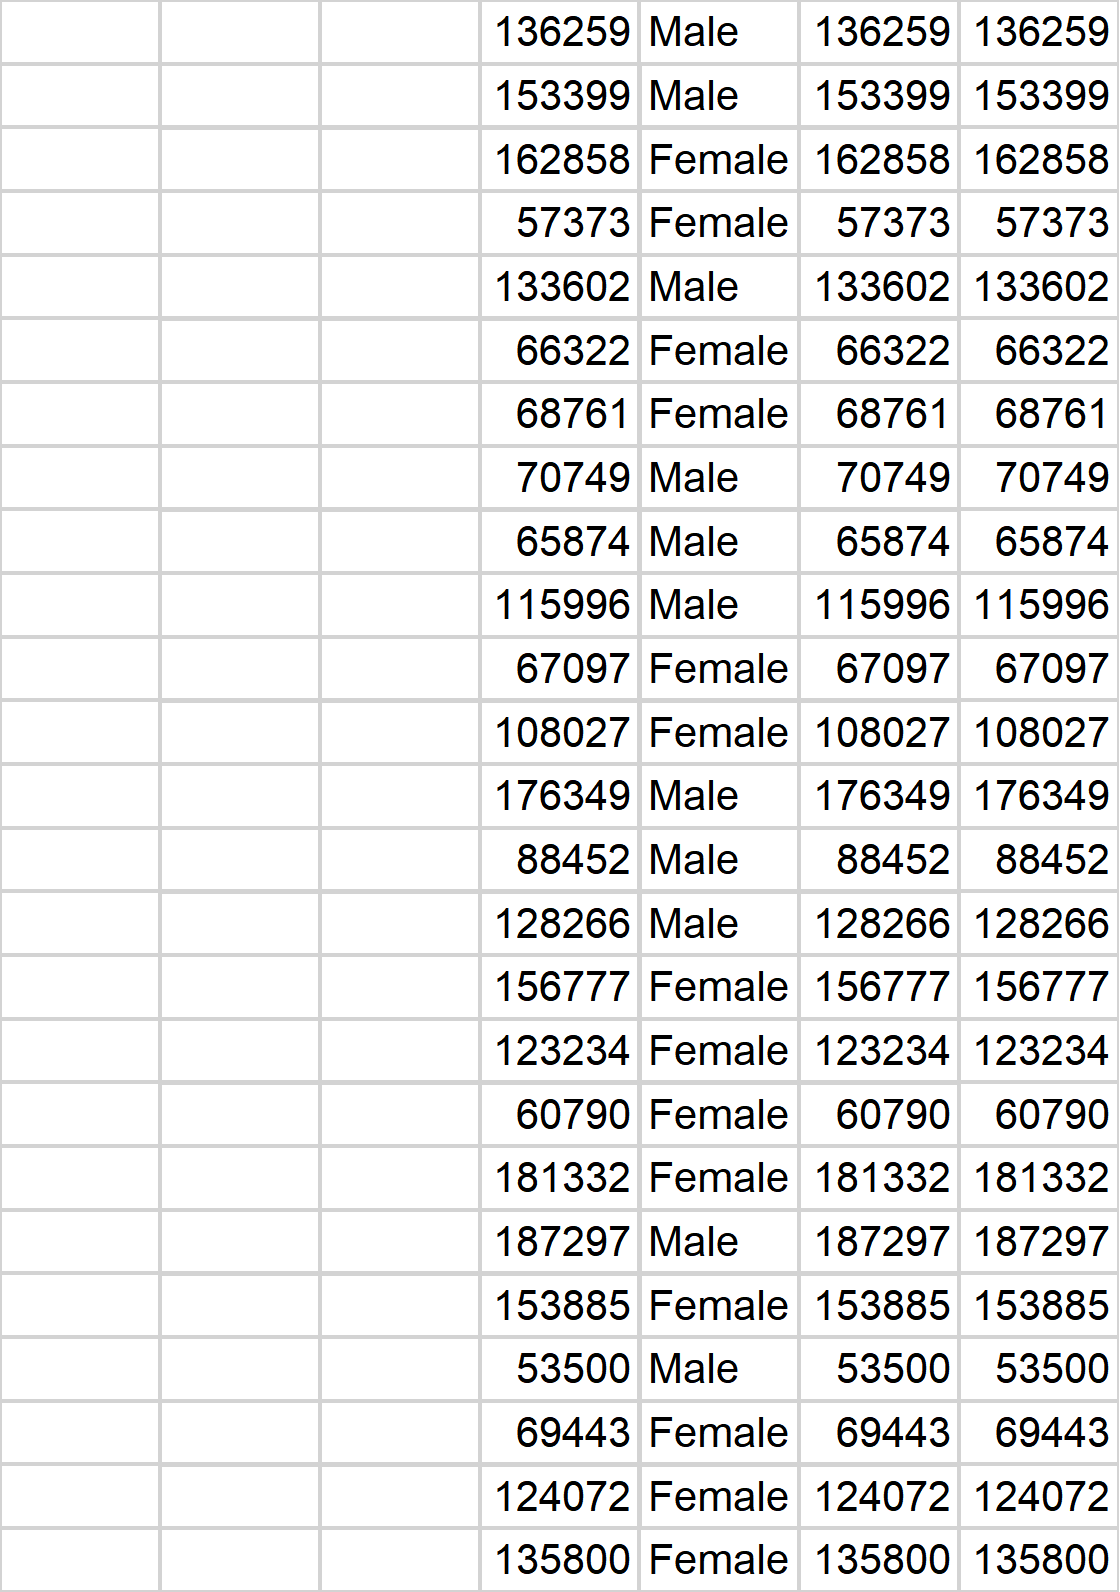 136259 Male 136259 136259
153399 Male 153399 153399
162858 Female 162858 162858
57373 Female 57373 57373
133602 Male 133602 133602
66322 Female 66322 66322
68761 Female 68761 68761
70749 Male 70749 70749
65874 Male 65874 65874
115996 Male 115996 115996
67097 Female 67097 67097
108027 Female 108027 108027
176349 Male 176349 176349
88452 Male 88452 88452
128266 Male 128266 128266
156777 Female 156777 156777
123234 Female 123234 123234
60790 Female 60790 60790
181332 Female 181332 181332
187297 Male 187297 187297
153885 Female 153885 153885
53500 Male 53500 53500
69443 Female 69443 69443
124072 Female 124072 124072
135800 Female 135800 135800